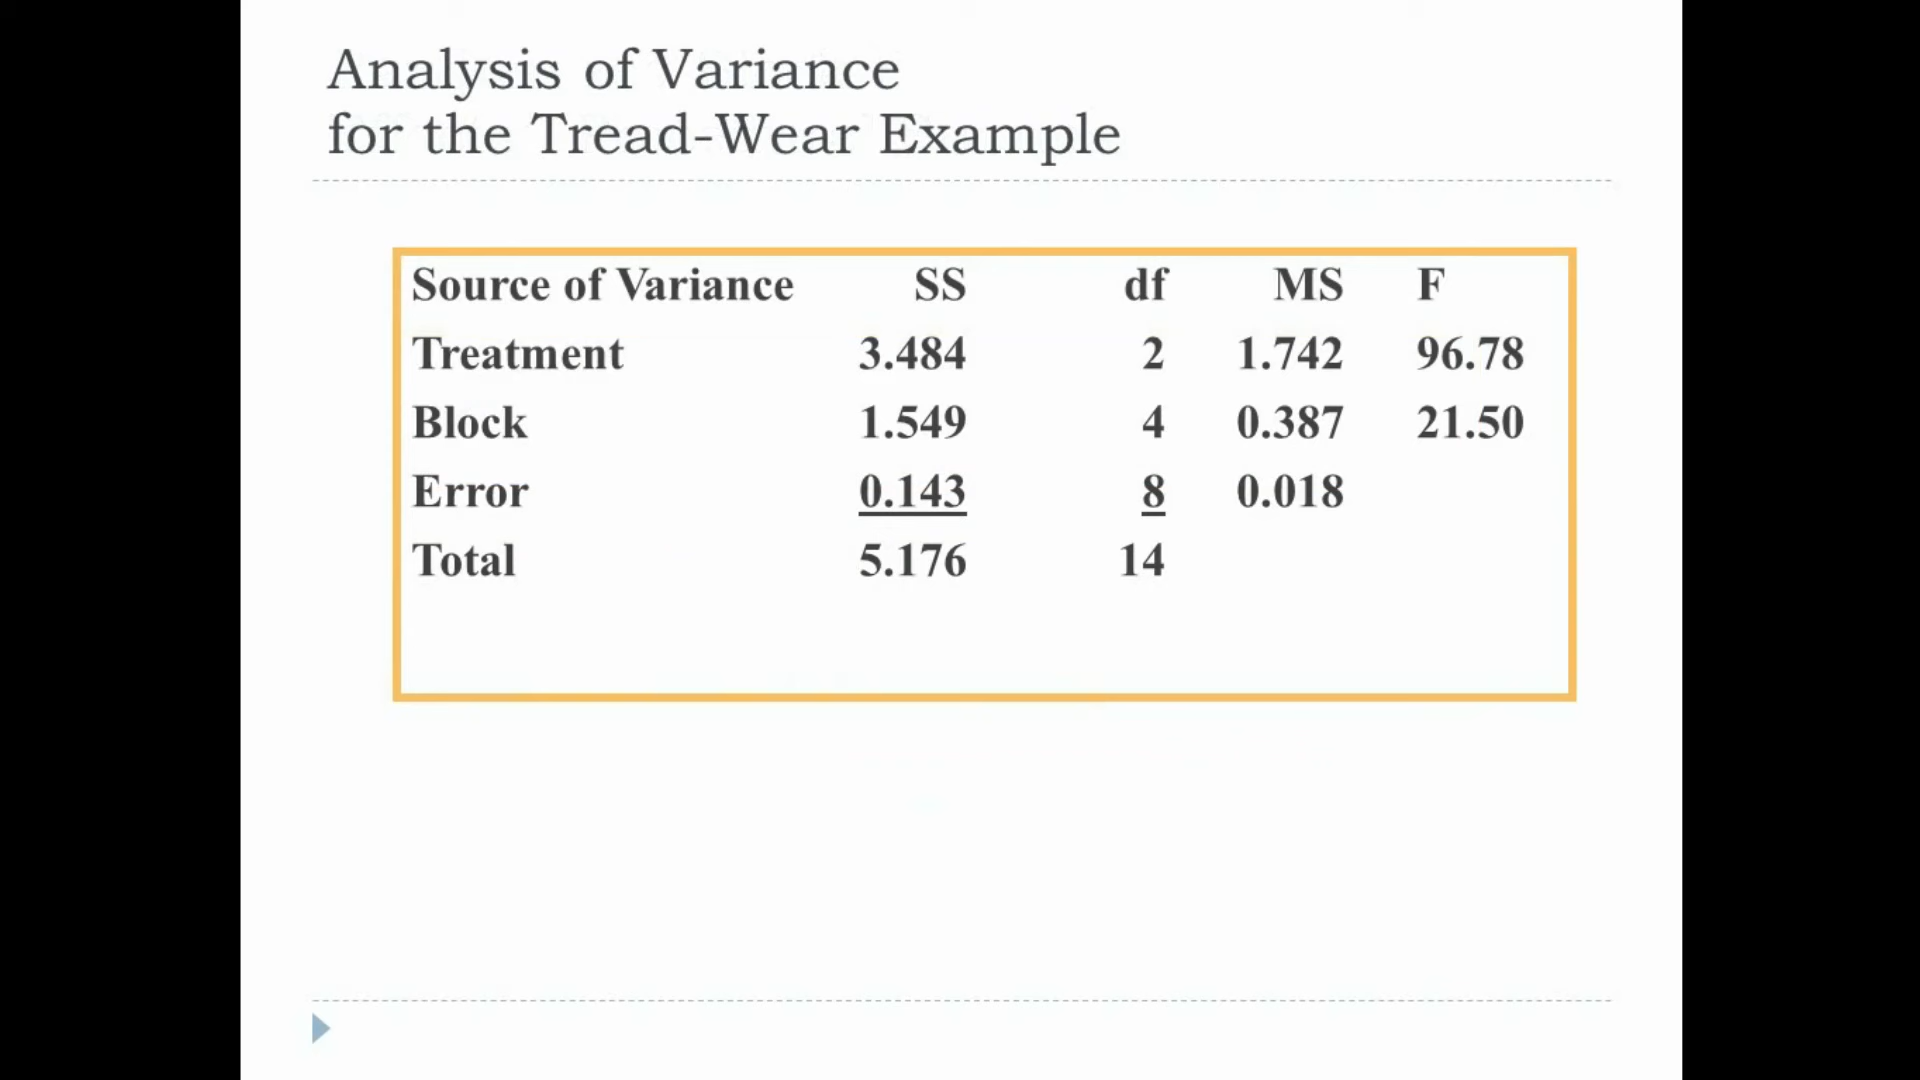 Analysis of Variance
for the Tread-Wear Example
Source of Variance SS df MS F
Treatment 3.484 2 1.742 96.78
Block 1.549 4 0.387 21.50
Error 0.143 8 0.018
Total 5.176 14